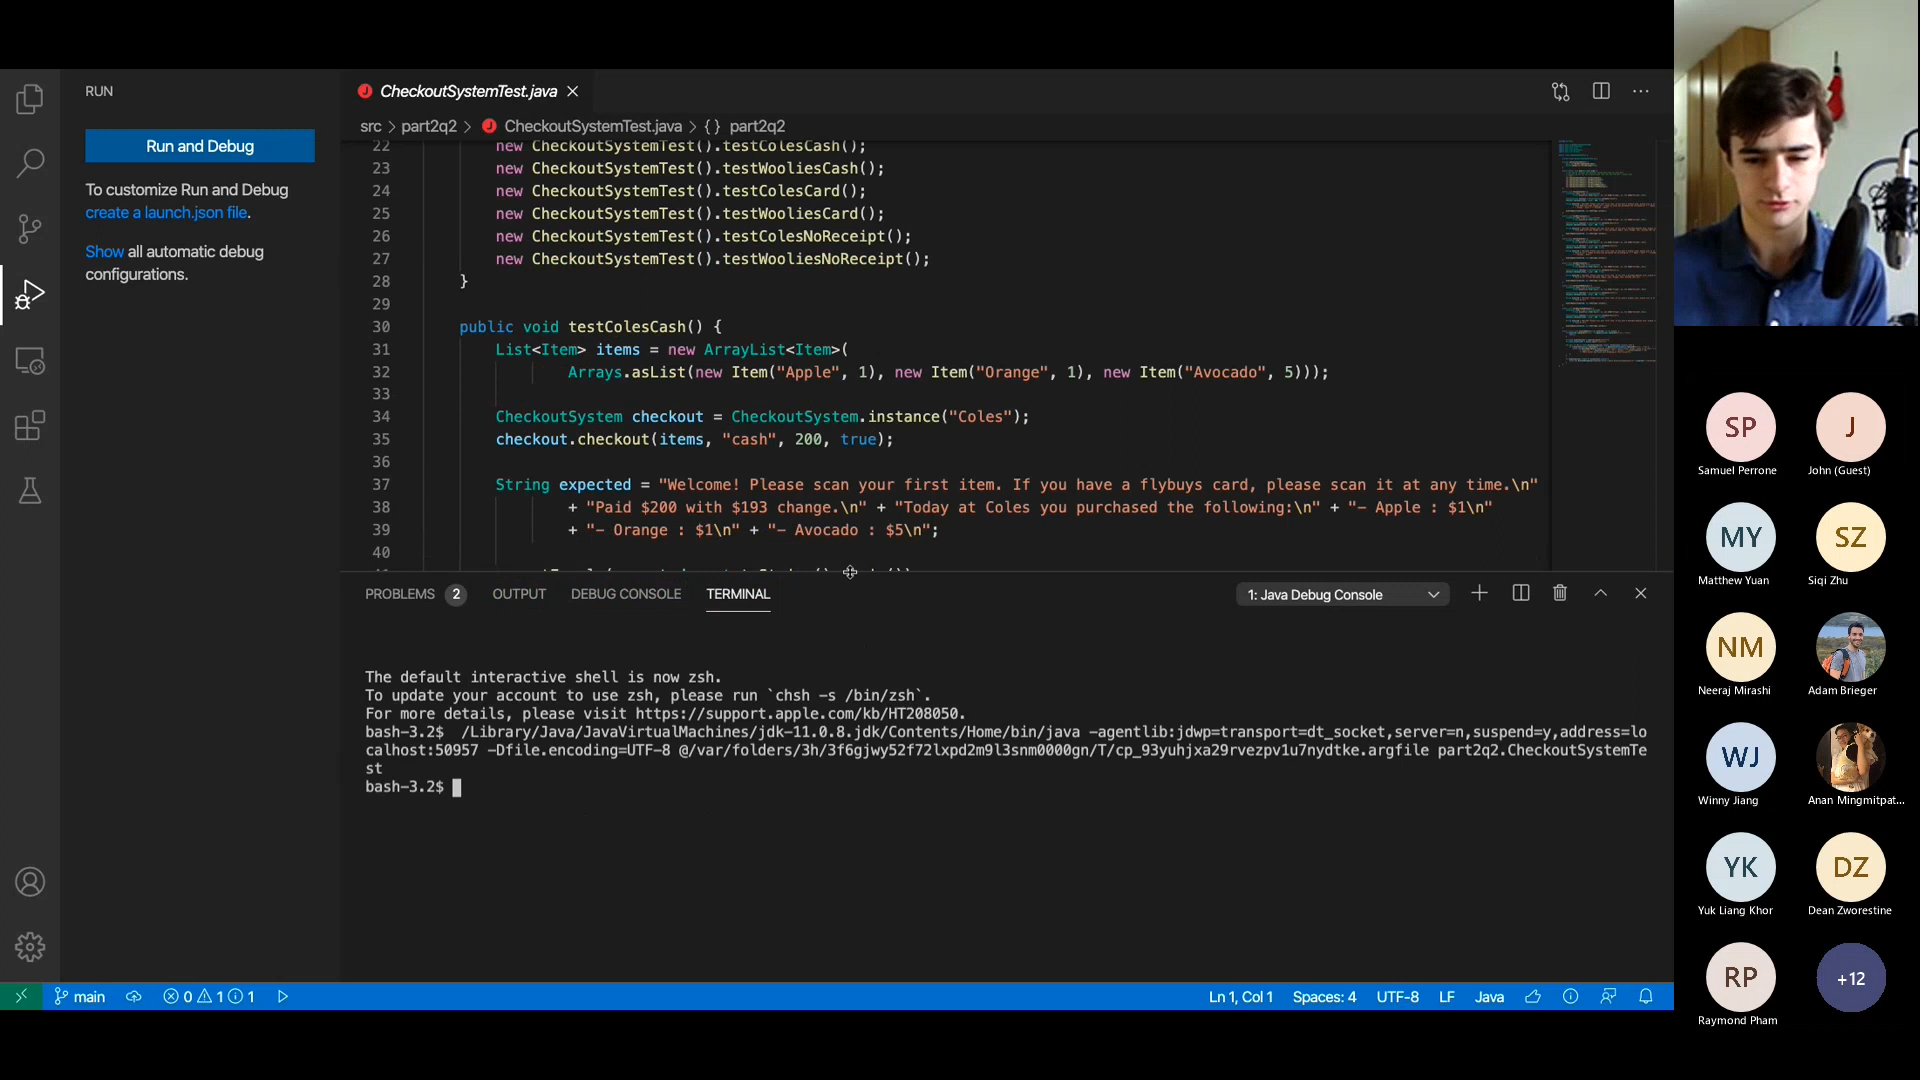 RUN
Run and Debug
To customize Run and Debug
create a launch.json file.
Show all automatic debug
configurations.
CheckoutSystemTest.java
src > part2q2 > CheckoutSystemTest.java > {} part2q2
22 new CheckoutSystemTest().testColesCash();
23 new CheckoutSystemTest().testWooliesCash();
24 new CheckoutSystemTest().testColesCard();
25 new CheckoutSystemTest().testWooliesCard();
26 new CheckoutSystemTest().testColesNoReceipt();
27 new CheckoutSystemTest().testWooliesNoReceipt();
28 }
29
30 public void testColesCash() {
31 List<Item> items = new ArrayList<Item>(
32 Arrays.asList(new Item("Apple", 1), new Item("Orange", 1), new Item("Avocado", 5)));
33
34 CheckoutSystem checkout = CheckoutSystem.instance("Coles");
35 checkout.checkout(items, "cash", 200, true);
36
37 String expected = "Welcome! Please scan your first item. If you have a flybuys card, please scan it at any time.\n"
38 + "Paid $200 with $193 change.\n" + "Today at Coles you purchased the following:\n" + "- Apple : $1\n"
39 + "- Orange : $1\n" + "- Avocado : $5\n";
40
PROBLEMS 2 OUTPUT DEBUG CONSOLE TERMINAL 1: Java Debug Console
The default interactive shell is now zsh.
To update your account to use zsh, please run `chsh -s /bin/zsh`.
For more details, please visit https://support.apple.com/kb/HT208050.
bash-3.2$ /Library/Java/JavaVirtualMachines/jdk-11.0.8.jdk/Contents/Home/bin/java -agentlib:jdwp=transport=dt_socket,server=n,suspend=y,address=lo
calhost:50957 -Dfile.encoding=UTF-8 @/var/folders/3h/3f6gjwy52f72lxpd2m9l3snm0000gn/T/cp_93yuhjxa29rvezpv1u7nydtke.argfile part2q2.CheckoutSystemTe
st
bash-3.2$
main 0 1 1 Ln 1, Col 1 Spaces: 4 UTF-8 LF Java
SP J
Samuel Perrone John (Guest)
MY SZ
Matthew Yuan Siqi Zhu
NM
Neeraj Mirashi Adam Brieger
WJ
Winny Jiang Anan Mingmitpat...
YK DZ
Yuk Liang Khor Dean Zworestine
RP +12
Raymond Pham